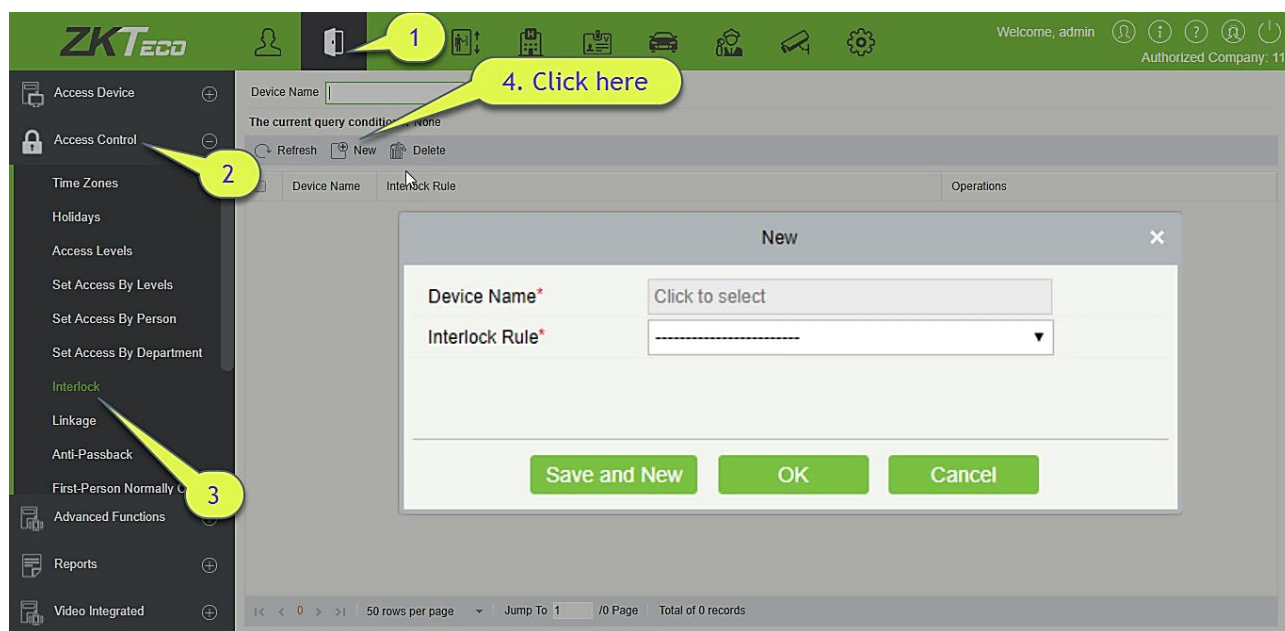 ZKTeco
1
Welcome, admin
Authorized Company: 11
Access Device
Device Name
4. Click here
The current query conditions: None
Access Control
Refresh New Delete
2
Time Zones
Device Name Interlock Rule Operations
Holidays
Access Levels
New
Set Access By Levels
Device Name* Click to select
Set Access By Person
Interlock Rule* ------------------------
Set Access By Department
Interlock
Linkage
Anti-Passback
Save and New OK Cancel
First-Person Normally
3
Advanced Functions
Reports
Video Integrated
|< < 0 > >| 50 rows per page Jump To 1 /0 Page Total of 0 records